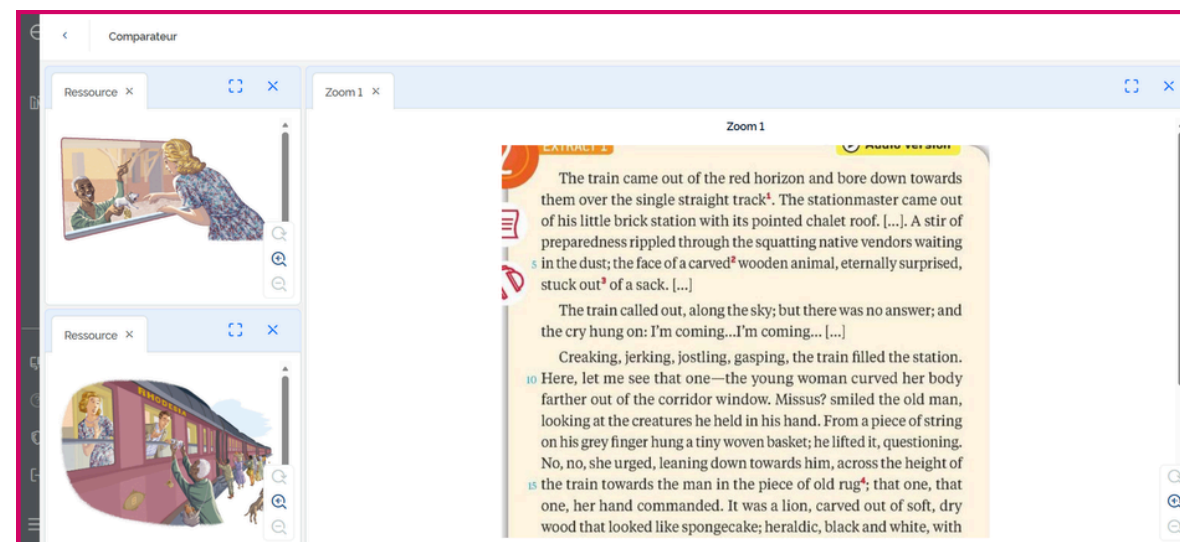 Comparateur
Ressource
Zoom 1
Zoom 1
Ressource
RHODESIA
EXTRACT 1
Audio version
The train came out of the red horizon and bore down towards
them over the single straight track¹. The stationmaster came out
of his little brick station with its pointed chalet roof. [...]. A stir of
preparedness rippled through the squatting native vendors waiting
5 in the dust; the face of a carved² wooden animal, eternally surprised,
stuck out³ of a sack. [...]
The train called out, along the sky; but there was no answer; and
the cry hung on: I'm coming...I'm coming... [...]
Creaking, jerking, jostling, gasping, the train filled the station.
10 Here, let me see that one—the young woman curved her body
farther out of the corridor window. Missus? smiled the old man,
looking at the creatures he held in his hand. From a piece of string
on his grey finger hung a tiny woven basket; he lifted it, questioning.
No, no, she urged, leaning down towards him, across the height of
15 the train towards the man in the piece of old rug⁴; that one, that
one, her hand commanded. It was a lion, carved out of soft, dry
wood that looked like spongecake; heraldic, black and white, with